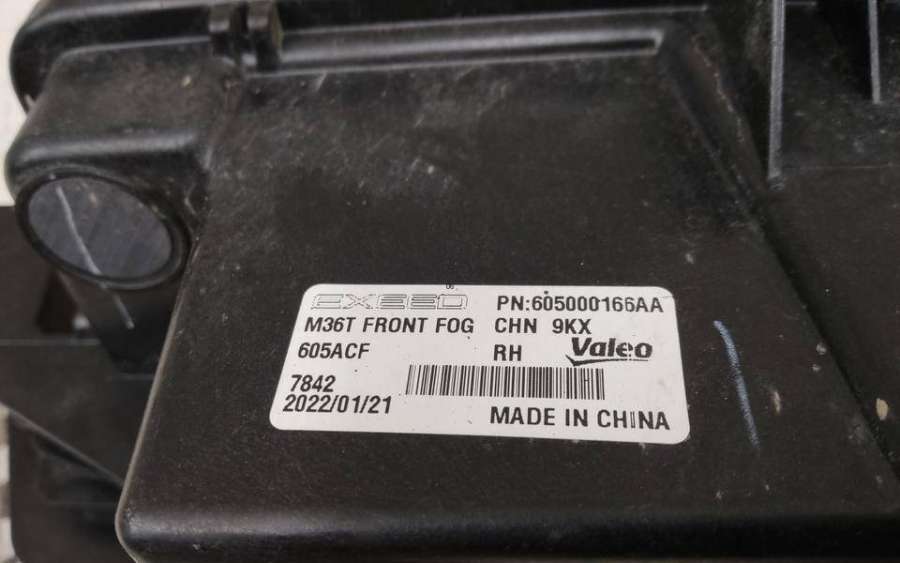 EXEED PN:605000166AA
M36T FRONT FOG CHN 9KX
605ACF RH Valeo
7842
2022/01/21
MADE IN CHINA